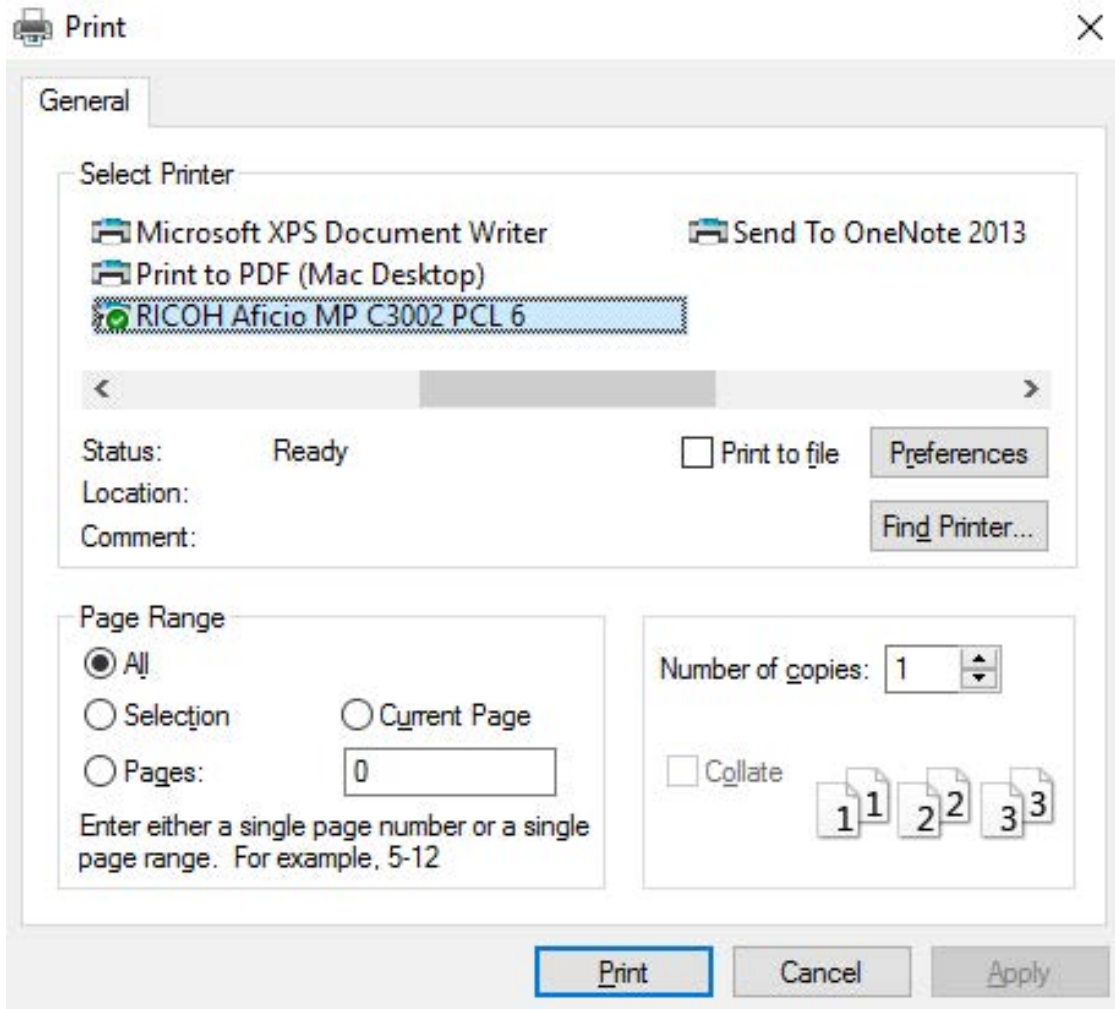 Print
General
Select Printer
Microsoft XPS Document Writer
Send To OneNote 2013
Print to PDF (Mac Desktop)
RICOH Aficio MP C3002 PCL 6
Status: Ready
Print to file
Preferences
Location:
Comment:
Find Printer...
Page Range
All
Selection
Current Page
Pages: 0
Enter either a single page number or a single
page range. For example, 5-12
Number of copies: 1
Collate
1 1 2 2 3 3
Print
Cancel
Apply